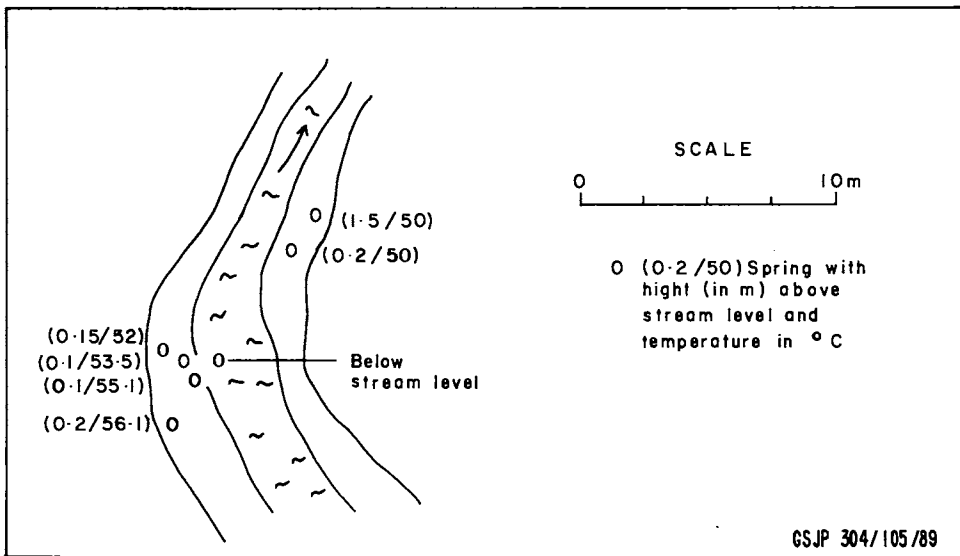 SCALE
0 10m
(1·5/50)
(0·2/50)
O (0·2/50) Spring with
hight (in m) above
stream level and
temperature in °C
(0·15/52)
(0·1/53·5)
(0·1/55·1)
(0·2/56·1)
Below
stream level
GSJP 304/105/89